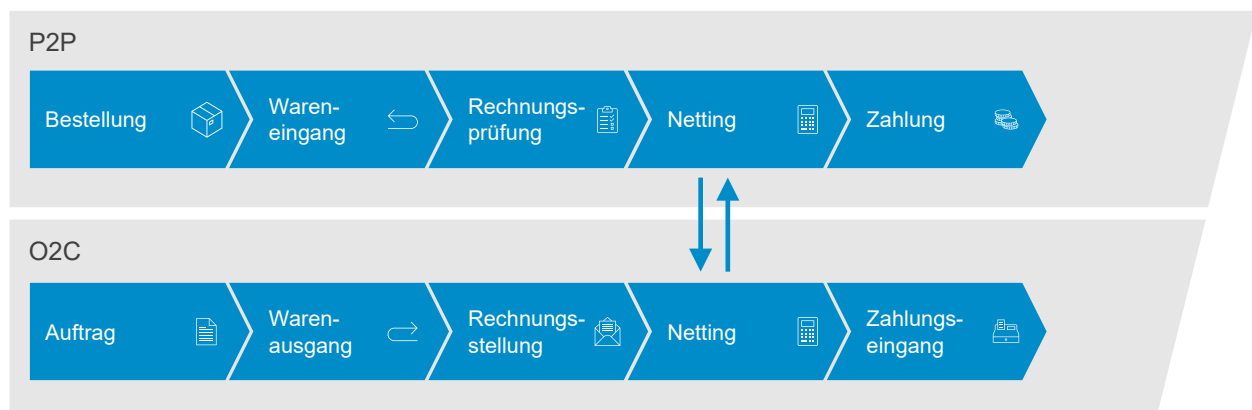 P2P
Bestellung
Waren-
eingang
Rechnungs-
prüfung
Netting
Zahlung
O2C
Auftrag
Waren-
ausgang
Rechnungs-
stellung
Netting
Zahlungs-
eingang